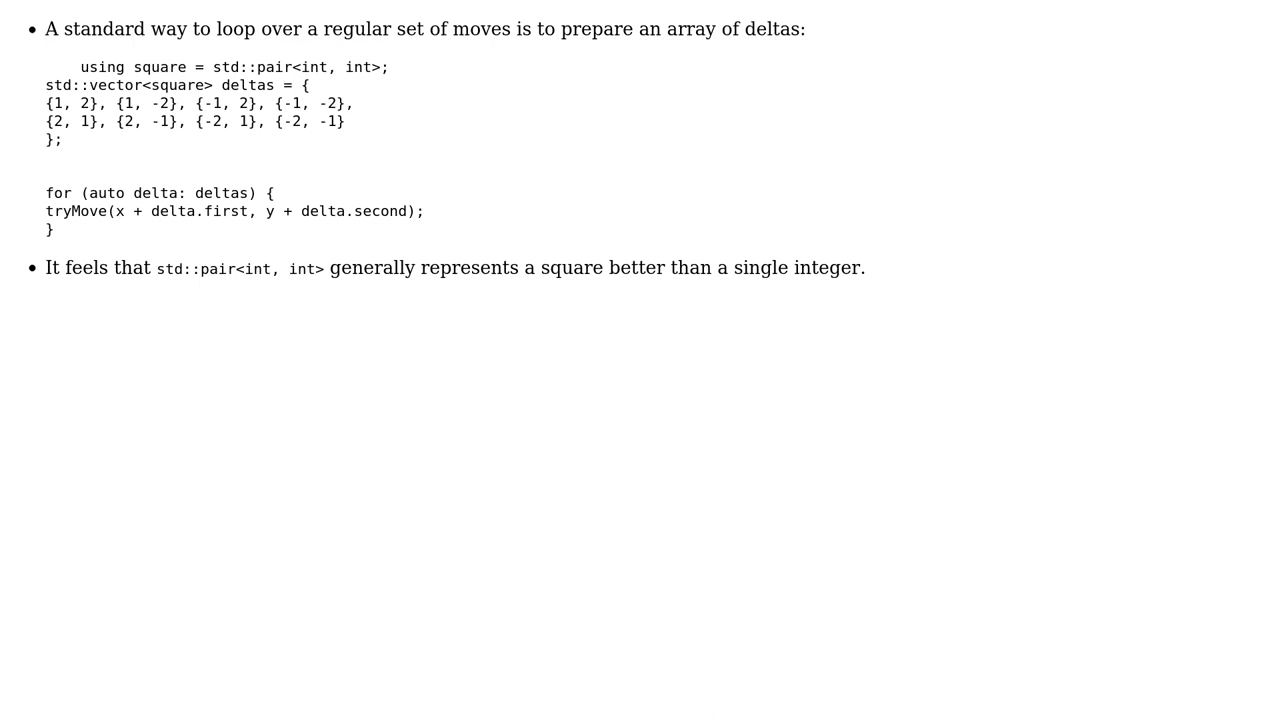 • A standard way to loop over a regular set of moves is to prepare an array of deltas:
    using square = std::pair<int, int>;
std::vector<square> deltas = {
{1, 2}, {1, -2}, {-1, 2}, {-1, -2},
{2, 1}, {2, -1}, {-2, 1}, {-2, -1}
};
for (auto delta: deltas) {
tryMove(x + delta.first, y + delta.second);
}
• It feels that std::pair<int, int> generally represents a square better than a single integer.